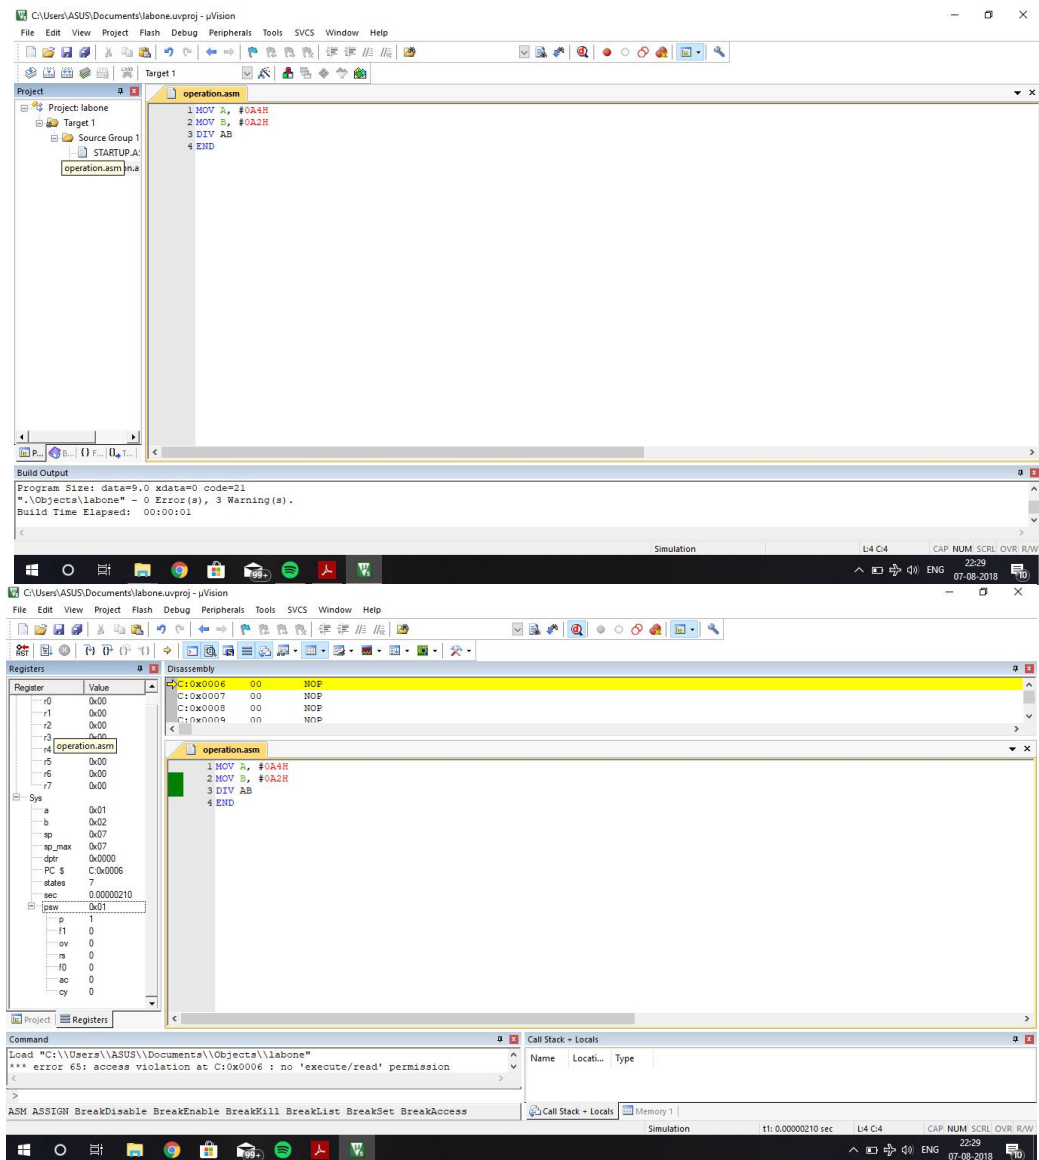 C:\Users\ASUS\Documents\labone.uvproj - µVision
File Edit View Project Flash Debug Peripherals Tools SVCS Window Help
Target 1
Project
operation.asm
Project: labone
Target 1
Source Group 1
STARTUP.A
operation.asm
1 MOV A, #0A4H
2 MOV B, #0A2H
3 DIV AB
4 END
P... B... {} F... T...
Build Output
Program Size: data=9.0 xdata=0 code=21
".\Objects\labone" - 0 Error(s), 3 Warning(s).
Build Time Elapsed: 00:00:01
Simulation L:4 C:4 CAP NUM SCRL OVR R/W
99+ ENG 22:29
07-08-2018 10
C:\Users\ASUS\Documents\labone.uvproj - µVision
File Edit View Project Flash Debug Peripherals Tools SVCS Window Help
RST
Registers
Register Value
r0 0x00
r1 0x00
r2 0x00
r3 0x00
r4
operation.asm
r5 0x00
r6 0x00
r7 0x00
Sys
a 0x01
b 0x02
sp 0x07
sp_max 0x07
dptr 0x0000
PC $ C:0x0006
states 7
sec 0.00000210
psw 0x01
p 1
f1 0
ov 0
rs 0
f0 0
ac 0
cy 0
Project Registers
Disassembly
C:0x0006 00 NOP
C:0x0007 00 NOP
C:0x0008 00 NOP
C:0x0009 00 NOP
operation.asm
1 MOV A, #0A4H
2 MOV B, #0A2H
3 DIV AB
4 END
Command
Load "C:\\Users\\ASUS\\Documents\\Objects\\labone"
*** error 65: access violation at C:0x0006 : no 'execute/read' permission
>
ASM ASSIGN BreakDisable BreakEnable BreakKill BreakList BreakSet BreakAccess
Call Stack + Locals
Name Locati... Type
Call Stack + Locals Memory 1
Simulation t1: 0.00000210 sec L:4 C:4 CAP NUM SCRL OVR R/W
99+ ENG 22:29
07-08-2018 10